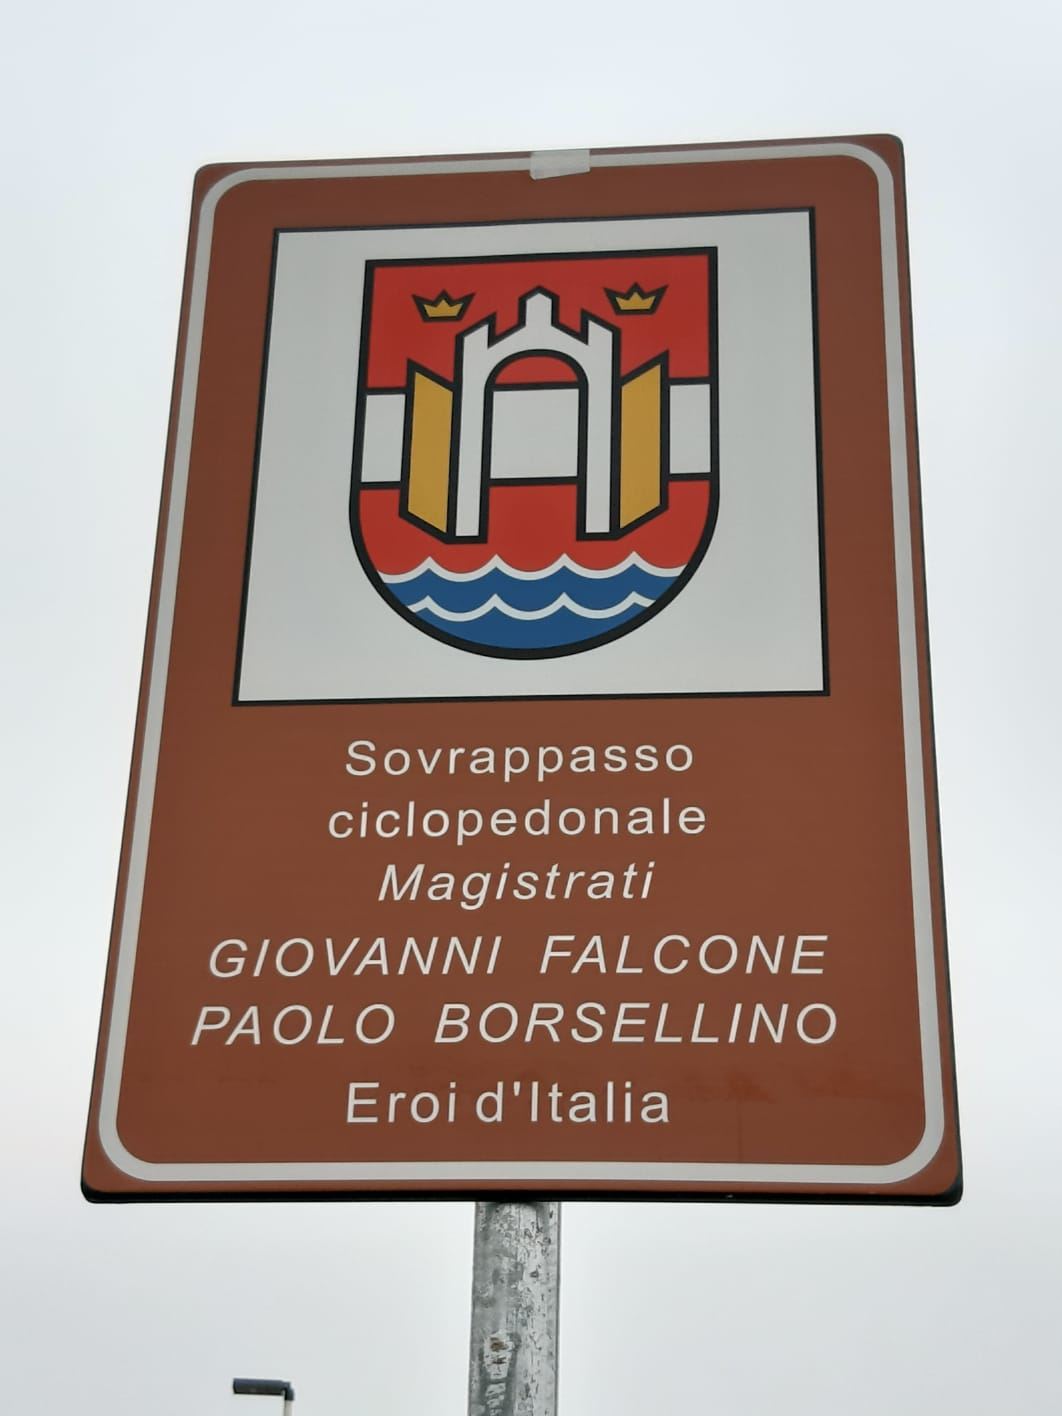 Sovrappasso
ciclopedonale
Magistrati
GIOVANNI FALCONE
PAOLO BORSELLINO
Eroi d'Italia